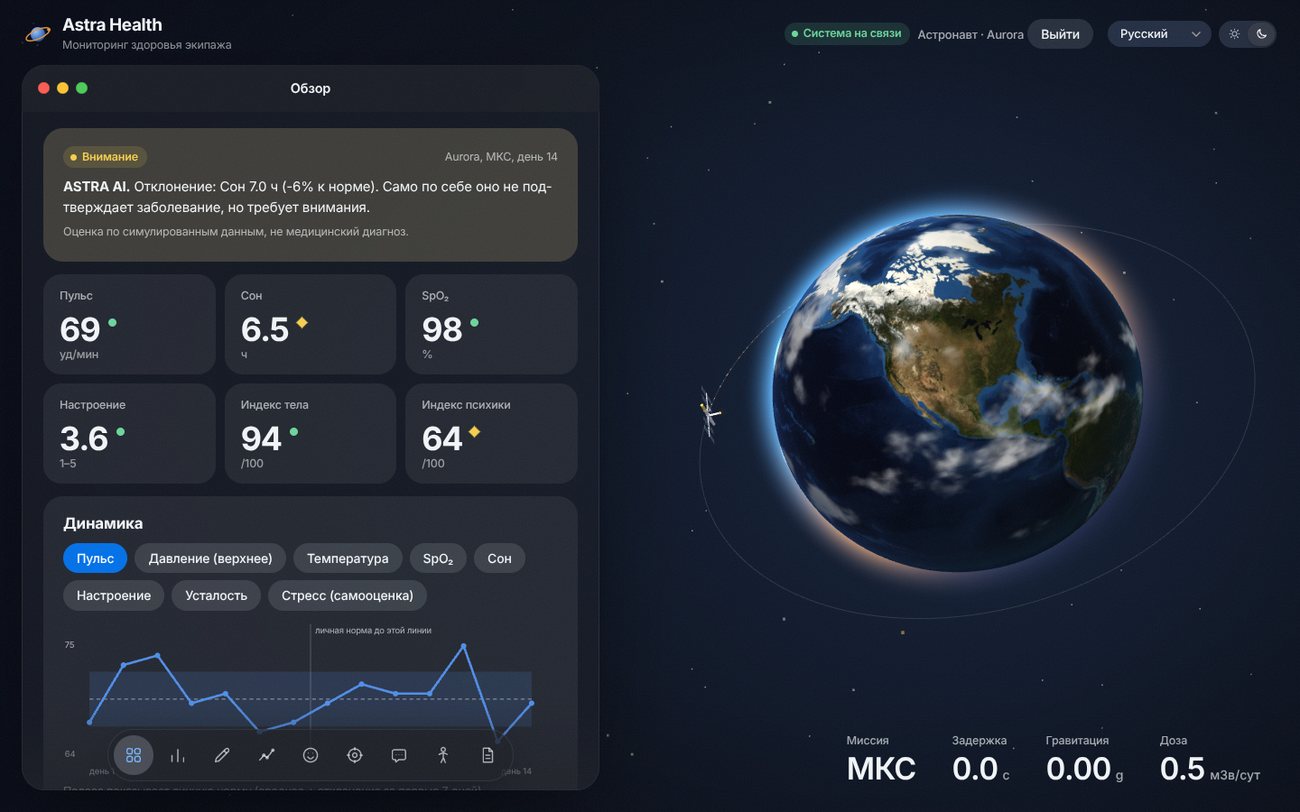 Astra Health
Мониторинг здоровья экипажа
Система на связи
Астронавт · Aurora
Выйти
Русский
Обзор
Внимание
Aurora, МКС, день 14
ASTRA AI. Отклонение: Сон 7.0 ч (-6% к норме). Само по себе оно не под-
тверждает заболевание, но требует внимания.
Оценка по симулированным данным, не медицинский диагноз.
Пульс
69
уд/мин
Сон
6.5
ч
SpO₂
98
%
Настроение
3.6
1–5
Индекс тела
94
/100
Индекс психики
64
/100
Динамика
Пульс
Давление (верхнее)
Температура
SpO₂
Сон
Настроение
Усталость
Стресс (самооценка)
личная норма до этой линии
75
64
день 14
Миссия
МКС
Задержка
0.0 с
Гравитация
0.00 g
Доза
0.5 мЗв/сут